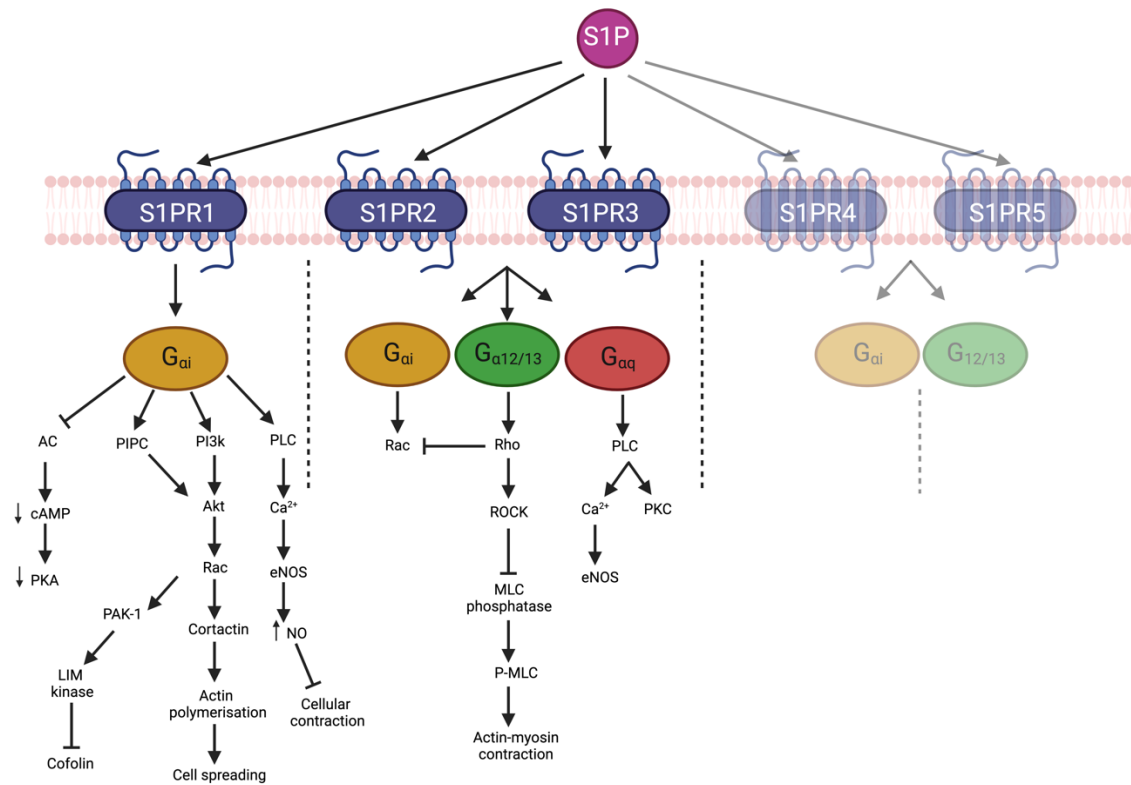 S1P
S1PR1
S1PR2
S1PR3
S1PR4
S1PR5
Gαi
Gαi
Gα12/13
Gαq
Gαi
G12/13
AC
PIPC
PI3k
PLC
↓ cAMP
↓ PKA
Akt
Rac
PAK-1
LIM
kinase
Cofolin
Cortactin
Actin
polymerisation
Cell spreading
Ca²⁺
eNOS
↑ NO
Cellular
contraction
Rac
Rho
ROCK
MLC
phosphatase
P-MLC
Actin-myosin
contraction
PLC
Ca²⁺
PKC
eNOS